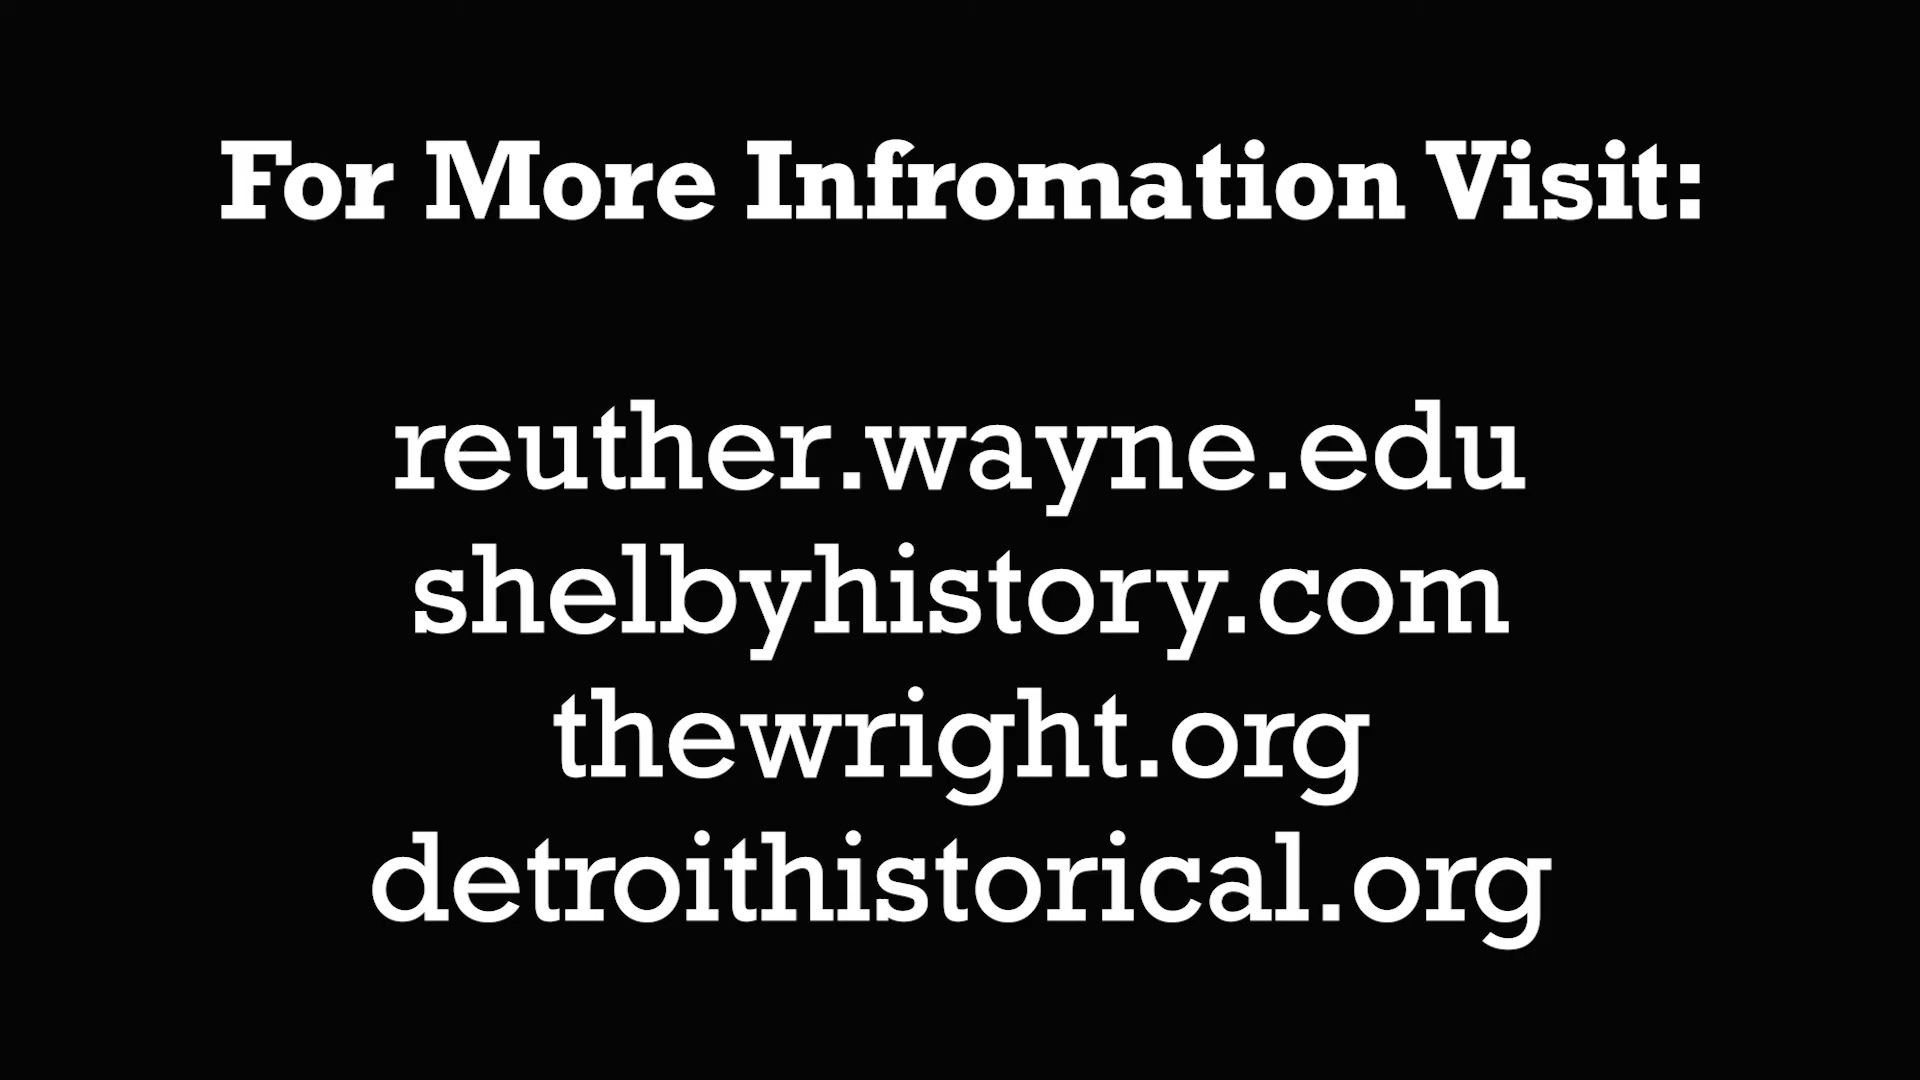 For More Infromation Visit:
reuther.wayne.edu
shelbyhistory.com
thewright.org
detroithistorical.org